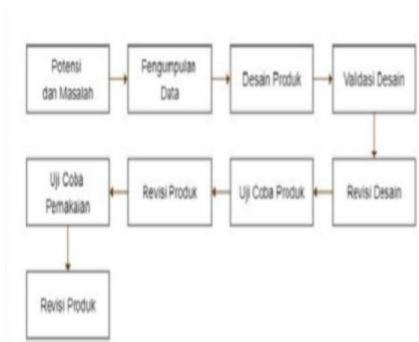 Potensi
dan Masalah
Pengumpulan
Data
Desain Produk
Validasi Desain
Revisi Desain
Uji Coba Produk
Revisi Produk
Uji Coba
Pemakaian
Revisi Produk